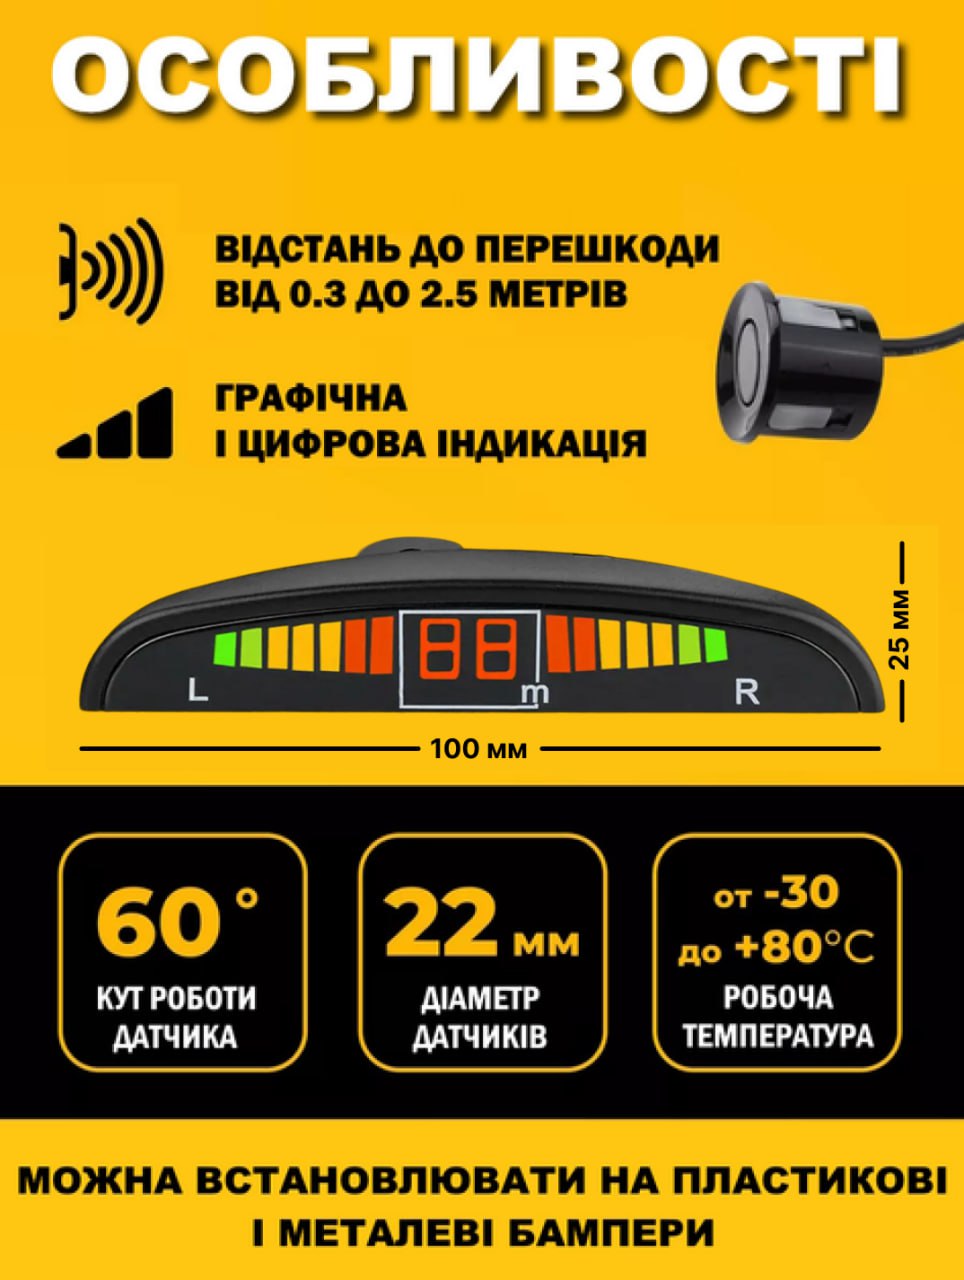 ОСОБЛИВОСТІ
ВІДСТАНЬ ДО ПЕРЕШКОДИ
ВІД 0.3 ДО 2.5 МЕТРІВ
ГРАФІЧНА
І ЦИФРОВА ІНДИКАЦІЯ
25 мм
88
L
m
R
100 мм
60°
КУТ РОБОТИ
ДАТЧИКА
22 мм
ДІАМЕТР
ДАТЧИКІВ
от -30
до +80°C
РОБОЧА
ТЕМПЕРАТУРА
МОЖНА ВСТАНОВЛЮВАТИ НА ПЛАСТИКОВІ
І МЕТАЛЕВІ БАМПЕРИ